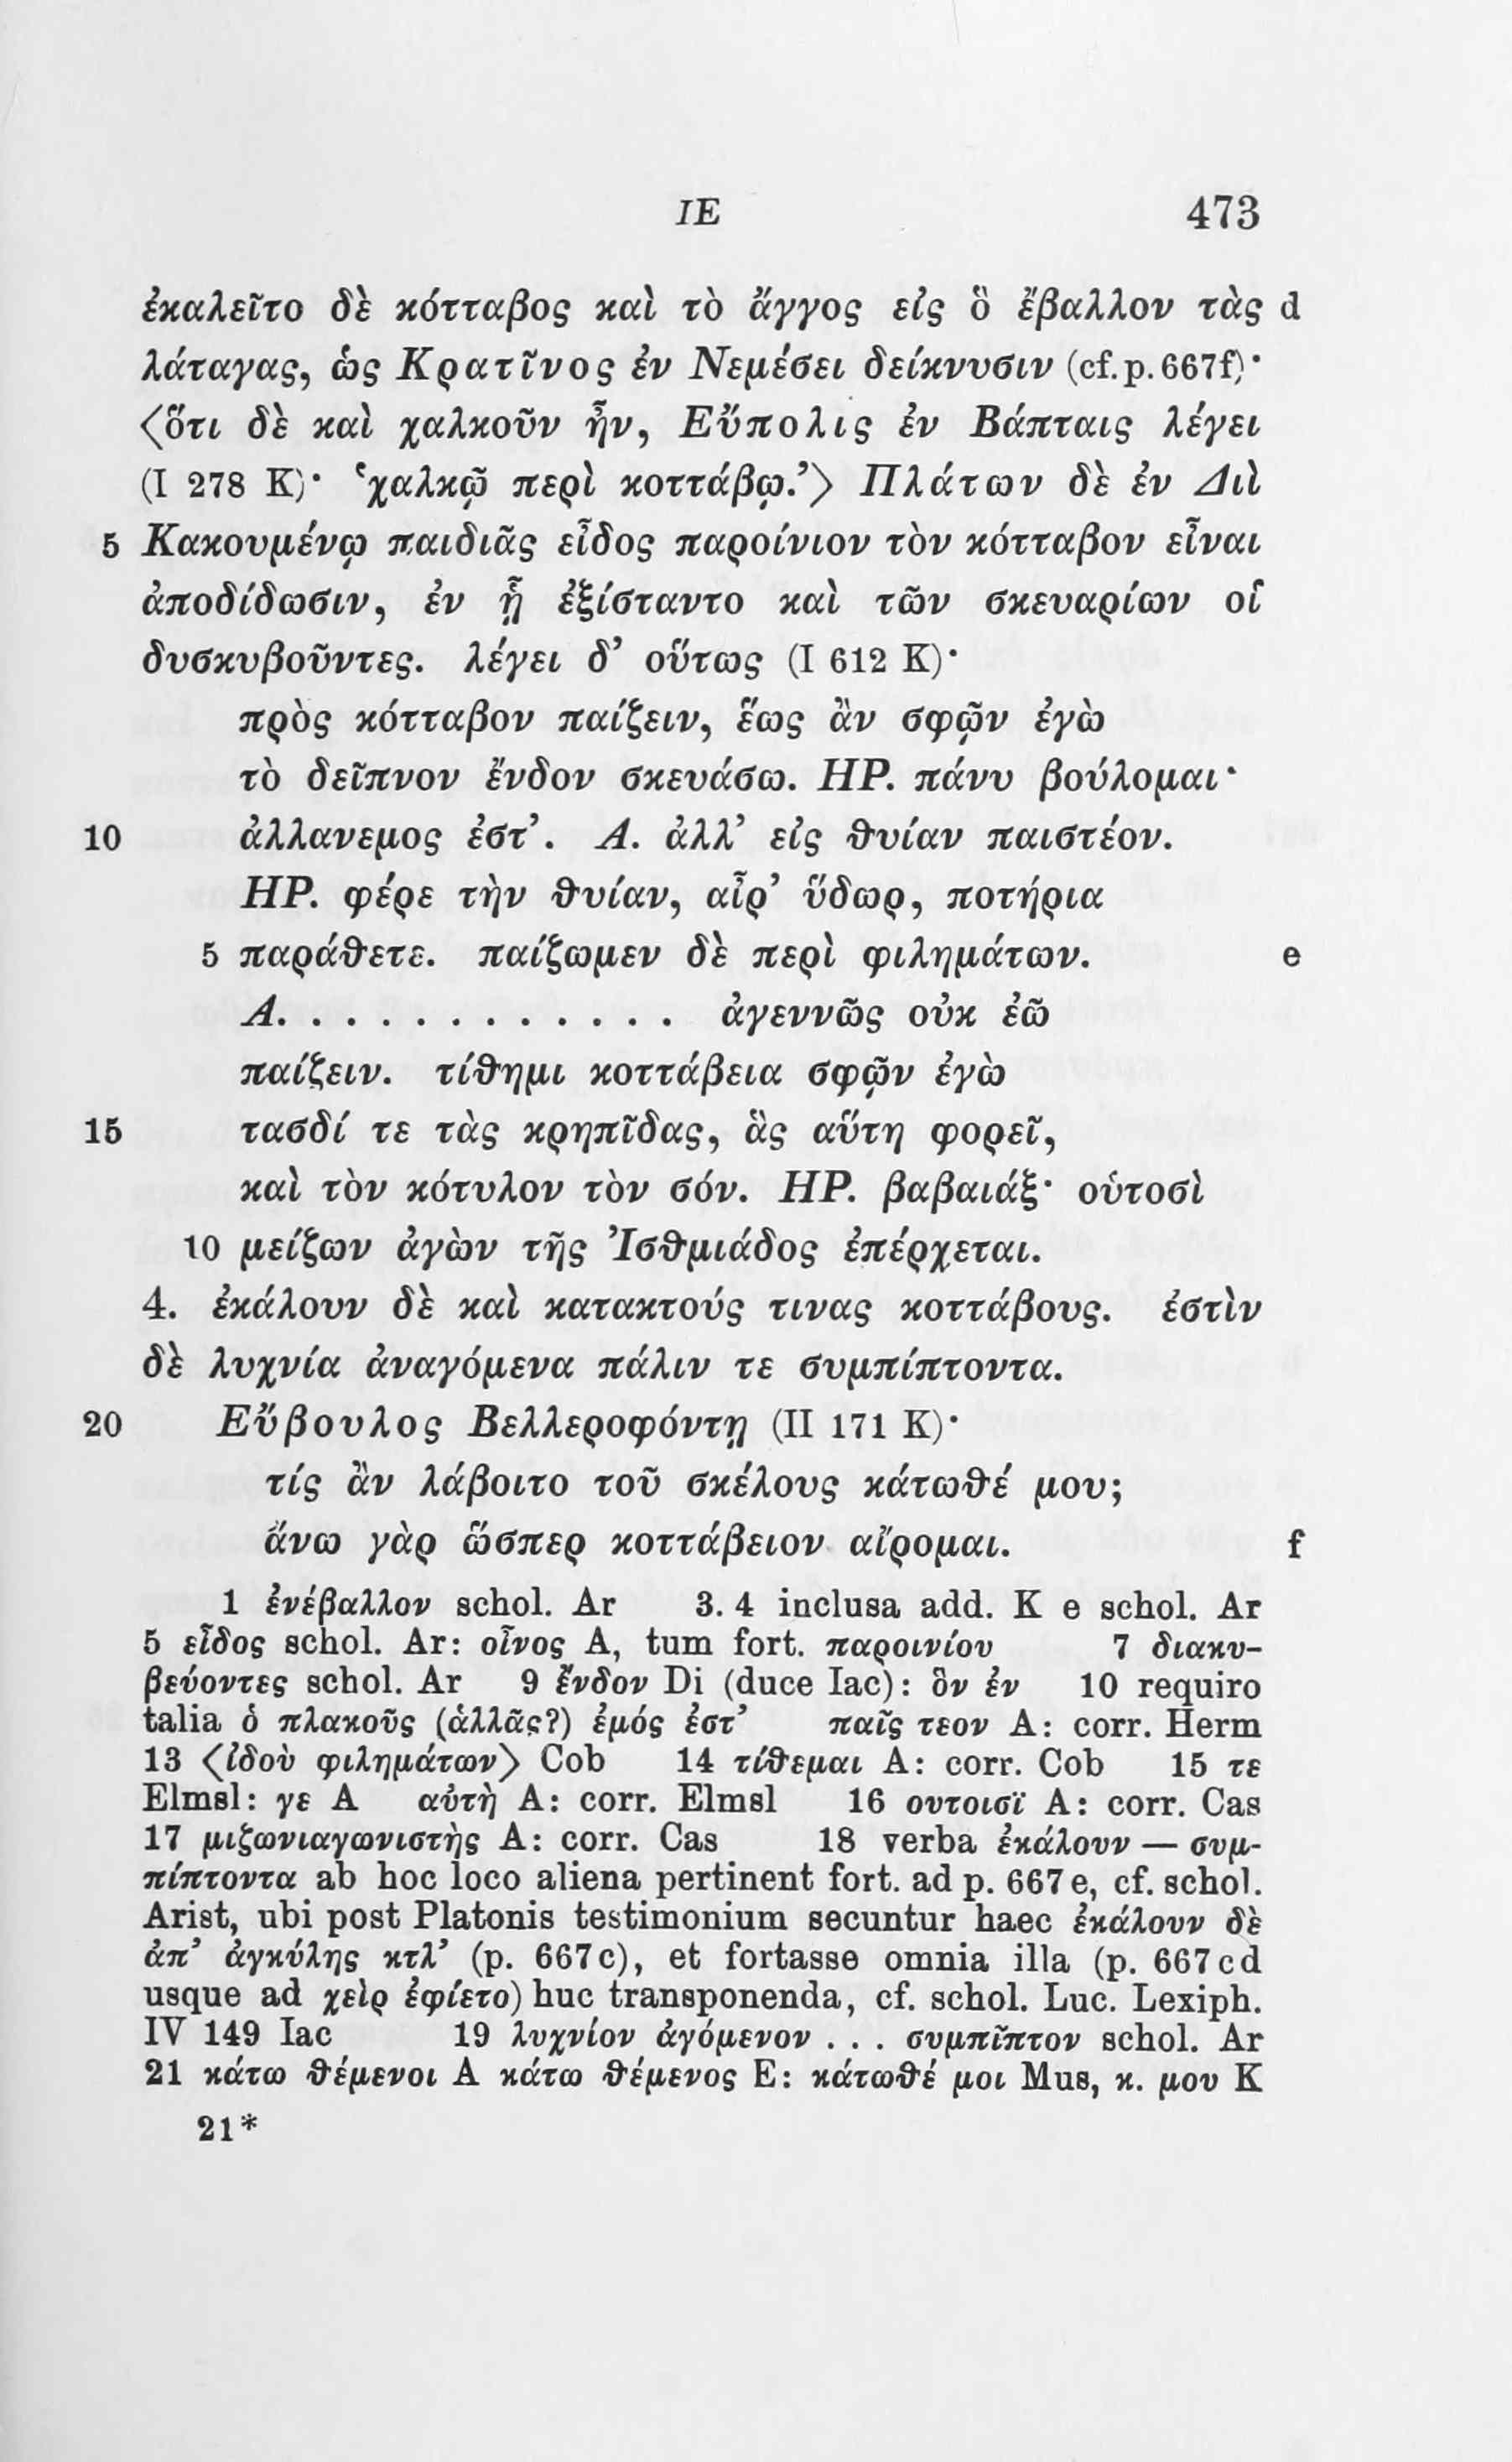 ΙΕ 473
ἐκαλεῖτο δὲ κότταβος καὶ τὸ ἄγγος εἰς ὃ ἔβαλλον τὰς d
λάταγας, ὡς Κρατῖνος ἐν Νεμέσει δείκνυσιν (cf. p. 667f)·
⟨ὅτι δὲ καὶ χαλκοῦν ἦν, Εὔπολις ἐν Βάπταις λέγει
(I 278 K)· ‘χαλκῷ περὶ κοττάβῳ.’⟩ Πλάτων δὲ ἐν Διὶ
5 Κακουμένῳ παιδιᾶς εἶδος παροίνιον τὸν κότταβον εἶναι
ἀποδίδωσιν, ἐν ᾗ ἐξίσταντο καὶ τῶν σκευαρίων οἱ
δυσκυβοῦντες. λέγει δ’ οὕτως (I 612 K)·
πρὸς κότταβον παίζειν, ἕως ἂν σφῷν ἐγὼ
τὸ δεῖπνον ἔνδον σκευάσω. ΗΡ. πάνυ βούλομαι·
10 ἀλλανεμος ἐστ’. Α. ἀλλ’ εἰς θυίαν παιστέον.
ΗΡ. φέρε τὴν θυίαν, αἶρ’ ὕδωρ, ποτήρια
5 παράθετε. παίζωμεν δὲ περὶ φιλημάτων. e
Α. . . . . . . . . . . . . ἀγεννῶς οὐκ ἐῶ
παίζειν. τίθημι κοττάβεια σφῷν ἐγὼ
15 τασδί τε τὰς κρηπῖδας, ἃς αὕτη φορεῖ,
καὶ τὸν κότυλον τὸν σόν. ΗΡ. βαβαιάξ· οὑτοσὶ
10 μείζων ἀγὼν τῆς Ἰσθμιάδος ἐπέρχεται.
4. ἐκάλουν δὲ καὶ κατακτούς τινας κοττάβους. ἐστὶν
δὲ λυχνία ἀναγόμενα πάλιν τε συμπίπτοντα.
20 Εὔβουλος Βελλεροφόντῃ (II 171 K)·
τίς ἂν λάβοιτο τοῦ σκέλους κάτωθέ μου;
ἄνω γὰρ ὥσπερ κοττάβειον αἴρομαι. f
1 ἐνέβαλλον schol. Ar 3. 4 inclusa add. K e schol. Ar
5 εἶδος schol. Ar: οἶνος A, tum fort. παροινίου 7 διακυ-
βεύοντες schol. Ar 9 ἔνδον Di (duce Iac): ὃν ἐν 10 requiro
talia ὁ πλακοῦς (ἀλλᾶς?) ἐμός ἐστ’ παῖς τεον A: corr. Herm
13 ⟨ἰδοὺ φιλημάτων⟩ Cob 14 τίθεμαι A: corr. Cob 15 τε
Elmsl: γε A αὐτὴ A: corr. Elmsl 16 ουτοισϊ A: corr. Cas
17 μιζωνιαγωνιστὴς A: corr. Cas 18 verba ἐκάλουν — συμ-
πίπτοντα ab hoc loco aliena pertinent fort. ad p. 667 e, cf. schol.
Arist, ubi post Platonis testimonium secuntur haec ἐκάλουν δὲ
ἀπ’ ἀγκύλης κτλ’ (p. 667 c), et fortasse omnia illa (p. 667 c d
usque ad χεὶρ ἐφίετο) huc transponenda, cf. schol. Luc. Lexiph.
IV 149 Iac 19 λυχνίον ἀγόμενον . . . συμπῖπτον schol. Ar
21 κάτω θέμενοι A κάτω θέμενος E: κάτωθέ μοι Mus, κ. μου K
21*